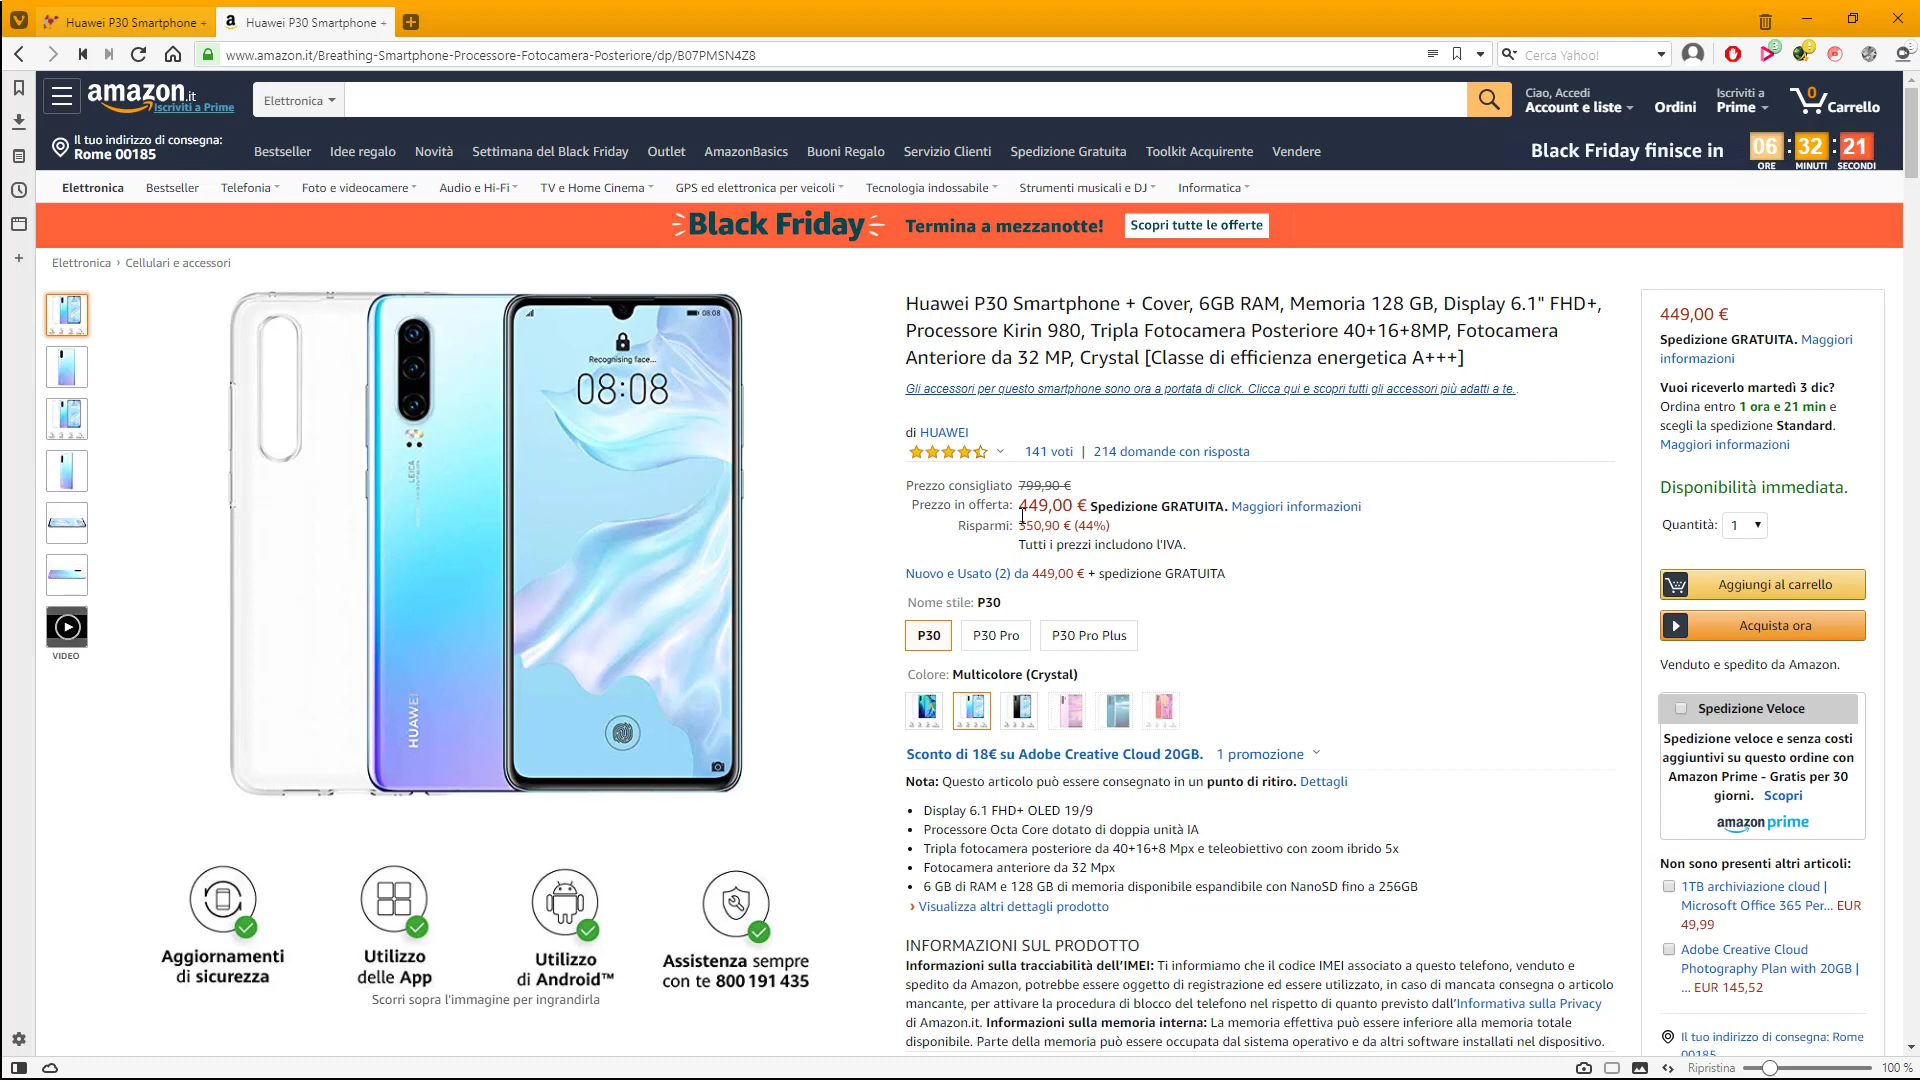 Huawei P30 Smartphone +
Huawei P30 Smartphone +
www.amazon.it/Breathing-Smartphone-Processore-Fotocamera-Posteriore/dp/B07PMSN4Z8
Cerca Yahoo!
amazon.it
Iscriviti a Prime
Elettronica
Ciao, Accedi
Account e liste
Ordini
Iscriviti a
Prime
0
Carrello
Il tuo indirizzo di consegna:
Rome 00185
Bestseller
Idee regalo
Novità
Settimana del Black Friday
Outlet
AmazonBasics
Buoni Regalo
Servizio Clienti
Spedizione Gratuita
Toolkit Acquirente
Vendere
Black Friday finisce in
06 : 32 : 21
ORE MINUTI SECONDI
Elettronica
Bestseller
Telefonia
Foto e videocamere
Audio e Hi-Fi
TV e Home Cinema
GPS ed elettronica per veicoli
Tecnologia indossabile
Strumenti musicali e DJ
Informatica
Black Friday
Termina a mezzanotte!
Scopri tutte le offerte
Elettronica › Cellulari e accessori
VIDEO
LEICA
HUAWEI
08:08
Recognising face...
08:08
Aggiornamenti
di sicurezza
Utilizzo
delle App
Utilizzo
di Android™
Assistenza sempre
con te 800 191 435
Scorri sopra l'immagine per ingrandirla
Huawei P30 Smartphone + Cover, 6GB RAM, Memoria 128 GB, Display 6.1" FHD+,
Processore Kirin 980, Tripla Fotocamera Posteriore 40+16+8MP, Fotocamera
Anteriore da 32 MP, Crystal [Classe di efficienza energetica A+++]
Gli accessori per questo smartphone sono ora a portata di click. Clicca qui e scopri tutti gli accessori più adatti a te..
di HUAWEI
141 voti | 214 domande con risposta
Prezzo consigliato 799,90 €
Prezzo in offerta: 449,00 € Spedizione GRATUITA. Maggiori informazioni
Risparmi: 350,90 € (44%)
Tutti i prezzi includono l'IVA.
Nuovo e Usato (2) da 449,00 € + spedizione GRATUITA
Nome stile: P30
P30
P30 Pro
P30 Pro Plus
Colore: Multicolore (Crystal)
Sconto di 18€ su Adobe Creative Cloud 20GB. 1 promozione
Nota: Questo articolo può essere consegnato in un punto di ritiro. Dettagli
• Display 6.1 FHD+ OLED 19/9
• Processore Octa Core dotato di doppia unità IA
• Tripla fotocamera posteriore da 40+16+8 Mpx e teleobiettivo con zoom ibrido 5x
• Fotocamera anteriore da 32 Mpx
• 6 GB di RAM e 128 GB di memoria disponibile espandibile con NanoSD fino a 256GB
› Visualizza altri dettagli prodotto
INFORMAZIONI SUL PRODOTTO
Informazioni sulla tracciabilità dell'IMEI: Ti informiamo che il codice IMEI associato a questo telefono, venduto e
spedito da Amazon, potrebbe essere oggetto di registrazione ed essere utilizzato, in caso di mancata consegna o articolo
mancante, per attivare la procedura di blocco del telefono nel rispetto di quanto previsto dall'Informativa sulla Privacy
di Amazon.it. Informazioni sulla memoria interna: La memoria effettiva può essere inferiore alla memoria totale
disponibile. Parte della memoria può essere occupata dal sistema operativo e da altri software installati nel dispositivo.
449,00 €
Spedizione GRATUITA. Maggiori
informazioni
Vuoi riceverlo martedì 3 dic?
Ordina entro 1 ora e 21 min e
scegli la spedizione Standard.
Maggiori informazioni
Disponibilità immediata.
Quantità: 1
Aggiungi al carrello
Acquista ora
Venduto e spedito da Amazon.
Spedizione Veloce
Spedizione veloce e senza costi
aggiuntivi su questo ordine con
Amazon Prime - Gratis per 30
giorni. Scopri
amazon prime
Non sono presenti altri articoli:
1TB archiviazione cloud |
Microsoft Office 365 Per... EUR
49,99
Adobe Creative Cloud
Photography Plan with 20GB |
... EUR 145,52
Il tuo indirizzo di consegna: Rome
00185
Ripristina
100 %